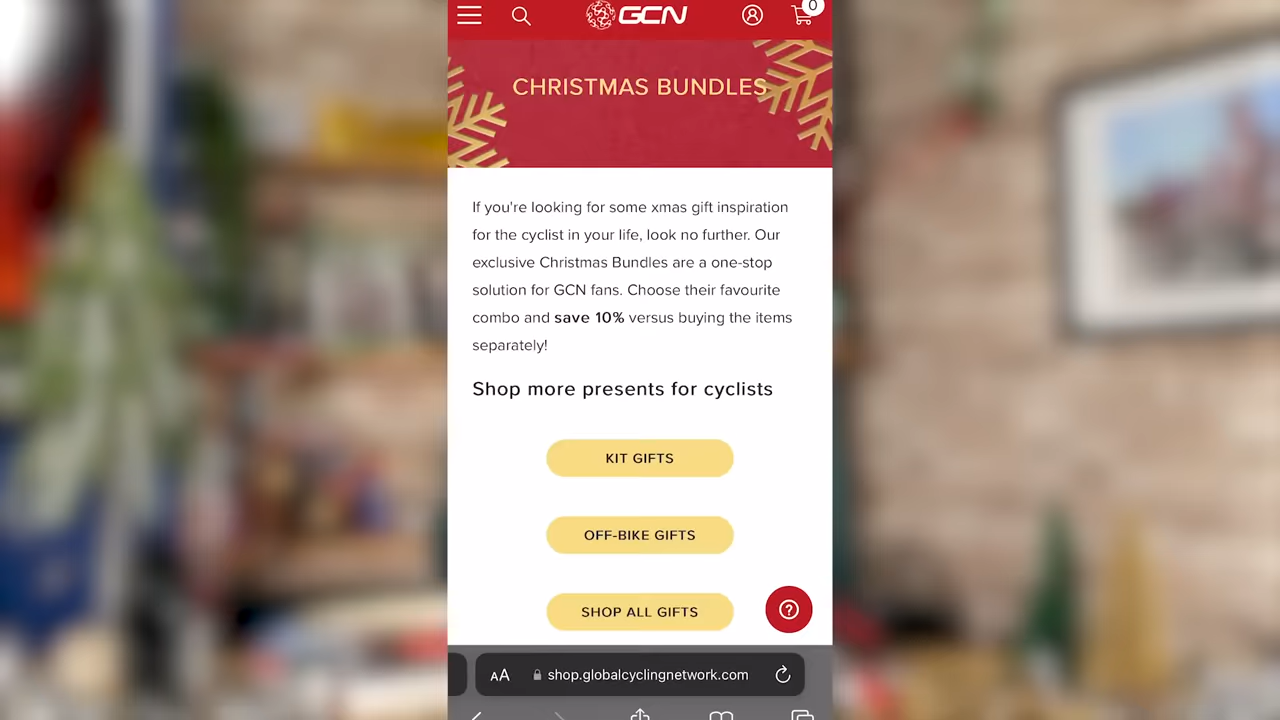 GCN
0
CHRISTMAS BUNDLES
If you're looking for some xmas gift inspiration
for the cyclist in your life, look no further. Our
exclusive Christmas Bundles are a one-stop
solution for GCN fans. Choose their favourite
combo and save 10% versus buying the items
separately!
Shop more presents for cyclists
KIT GIFTS
OFF-BIKE GIFTS
SHOP ALL GIFTS
?
AA shop.globalcyclingnetwork.com